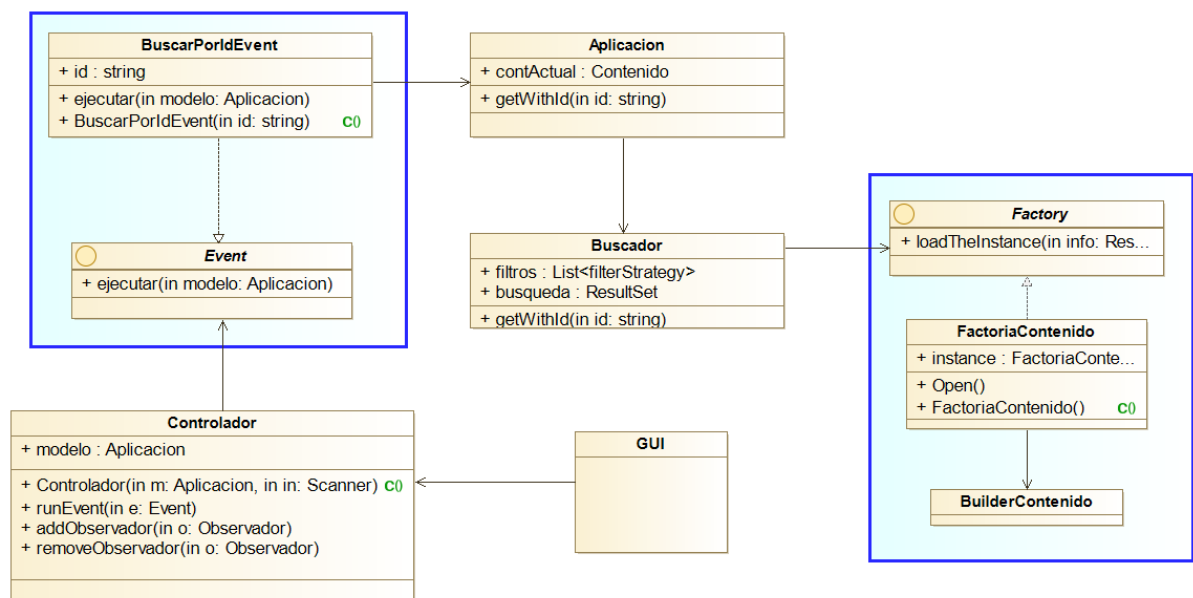 BuscarPorIdEvent
+ id : string
+ ejecutar(in modelo: Aplicacion)
+ BuscarPorIdEvent(in id: string) C()
Event
+ ejecutar(in modelo: Aplicacion)
Aplicacion
+ contActual : Contenido
+ getWithId(in id: string)
Buscador
+ filtros : List<filterStrategy>
+ busqueda : ResultSet
+ getWithId(in id: string)
Factory
+ loadTheInstance(in info: Res...
FactoriaContenido
+ instance : FactoriaConte...
+ Open()
+ FactoriaContenido() C()
BuilderContenido
Controlador
+ modelo : Aplicacion
+ Controlador(in m: Aplicacion, in in: Scanner) C()
+ runEvent(in e: Event)
+ addObservador(in o: Observador)
+ removeObservador(in o: Observador)
GUI